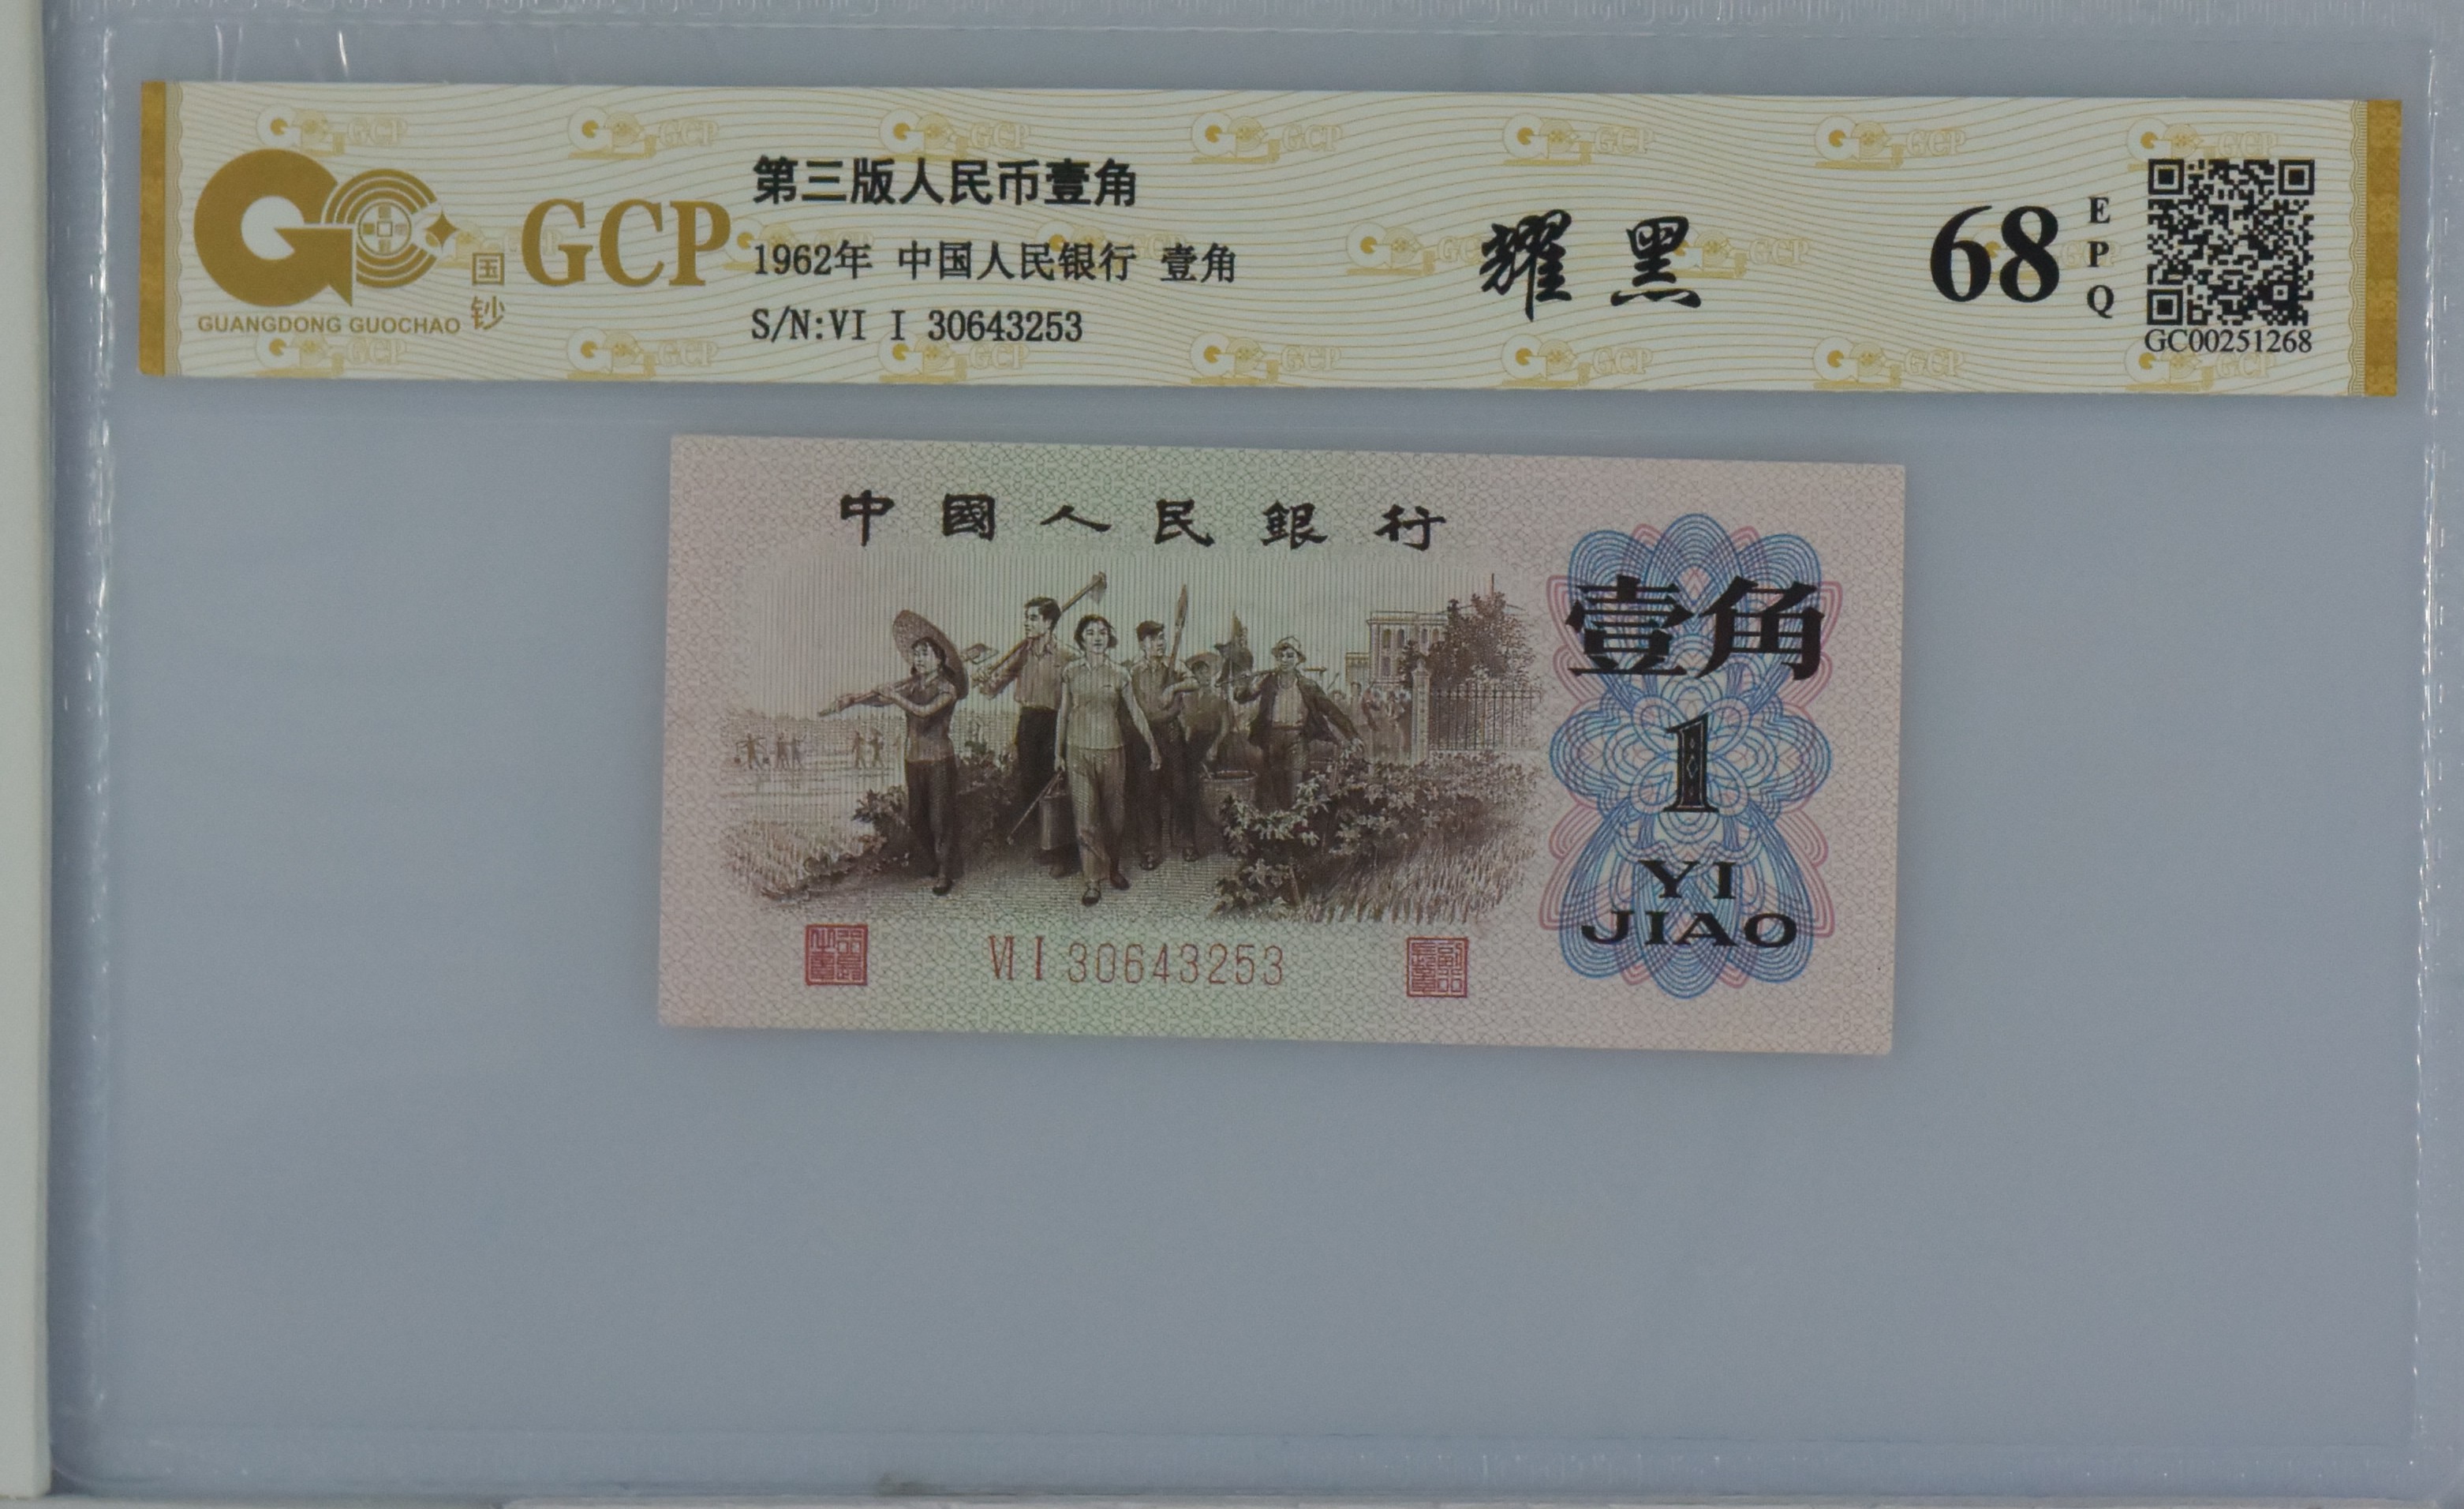 第三版人民币壹角
1962年 中国人民银行 壹角
S/N:VI I 30643253
国钞
GCP
GUANGDONG GUOCHAO
耀黑
68
EPQ
GC00251268
中國人民銀行
壹角
1
YI
JIAO
VI I 30643253